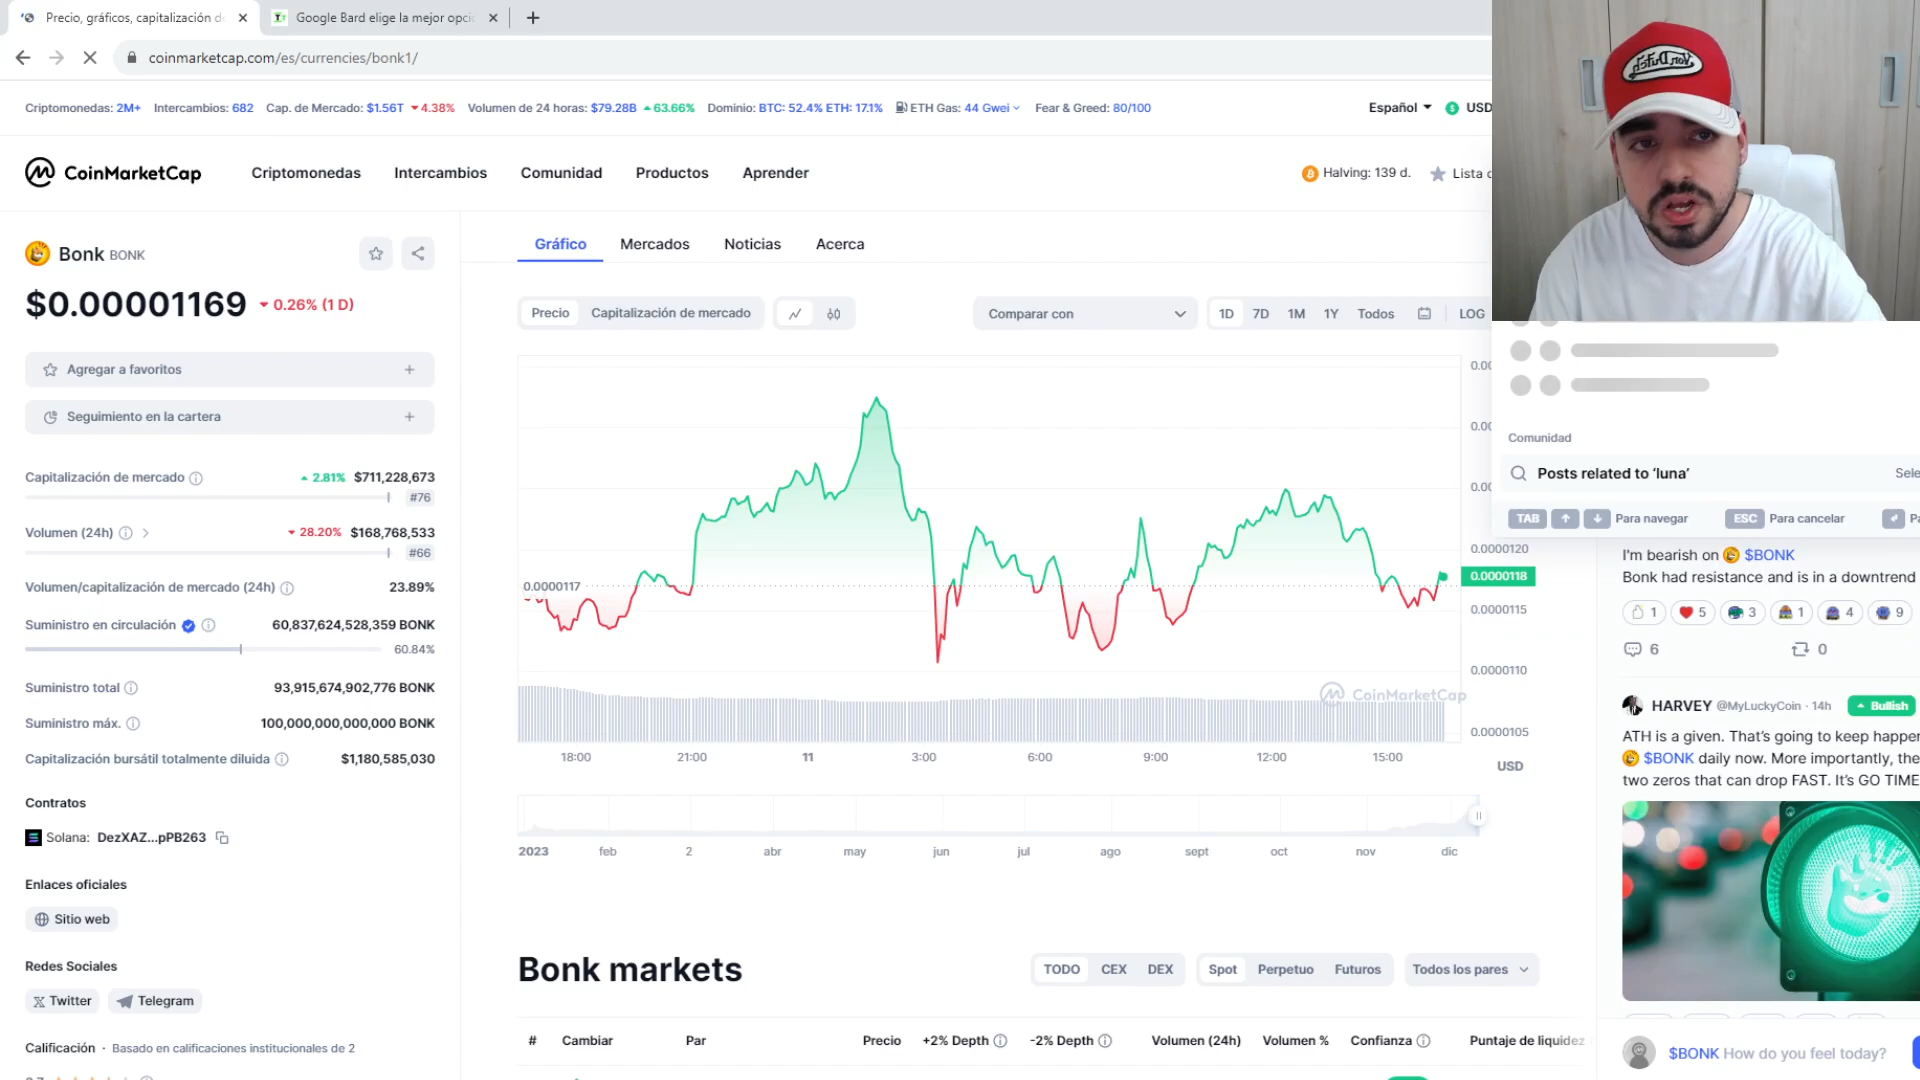 Precio, gráficos, capitalización d
Google Bard elige la mejor opci
coinmarketcap.com/es/currencies/bonk1/
Criptomonedas: 2M+ Intercambios: 682 Cap. de Mercado: $1.56T 4.38% Volumen de 24 horas: $79.28B 63.66% Dominio: BTC: 52.4% ETH: 17.1% ETH Gas: 44 Gwei Fear & Greed: 80/100
Español USD
CoinMarketCap
Criptomonedas Intercambios Comunidad Productos Aprender
Halving: 139 d. Lista
Von Dutch
Bonk BONK
$0.00001169 0.26% (1 D)
Agregar a favoritos +
Seguimiento en la cartera +
Capitalización de mercado 2.81% $711,228,673
#76
Volumen (24h) 28.20% $168,768,533
#66
Volumen/capitalización de mercado (24h) 23.89%
Suministro en circulación 60,837,624,528,359 BONK
60.84%
Suministro total 93,915,674,902,776 BONK
Suministro máx. 100,000,000,000,000 BONK
Capitalización bursátil totalmente diluida $1,180,585,030
Contratos
Solana: DezXAZ...pPB263
Enlaces oficiales
Sitio web
Redes Sociales
Twitter Telegram
Calificación · Basado en calificaciones institucionales de 2
Gráfico Mercados Noticias Acerca
Precio Capitalización de mercado
Comparar con
1D 7D 1M 1Y Todos LOG
0.0000117
0.0000120
0.0000118
0.0000115
0.0000110
0.0000105
CoinMarketCap
18:00 21:00 11 3:00 6:00 9:00 12:00 15:00
USD
2023 feb 2 abr may jun jul ago sept oct nov dic
Bonk markets
TODO CEX DEX
Spot Perpetuo Futuros
Todos los pares
# Cambiar Par Precio +2% Depth -2% Depth Volumen (24h) Volumen % Confianza Puntaje de liquidez
Comunidad
Posts related to ‘luna’
TAB Para navegar ESC Para cancelar
I'm bearish on $BONK
Bonk had resistance and is in a downtrend
1 5 3 1 4 9
6 0
HARVEY @MyLuckyCoin · 14h Bullish
ATH is a given. That's going to keep
$BONK daily now. More importantly, the
two zeros that can drop FAST. It's GO TIME
$BONK How do you feel today?